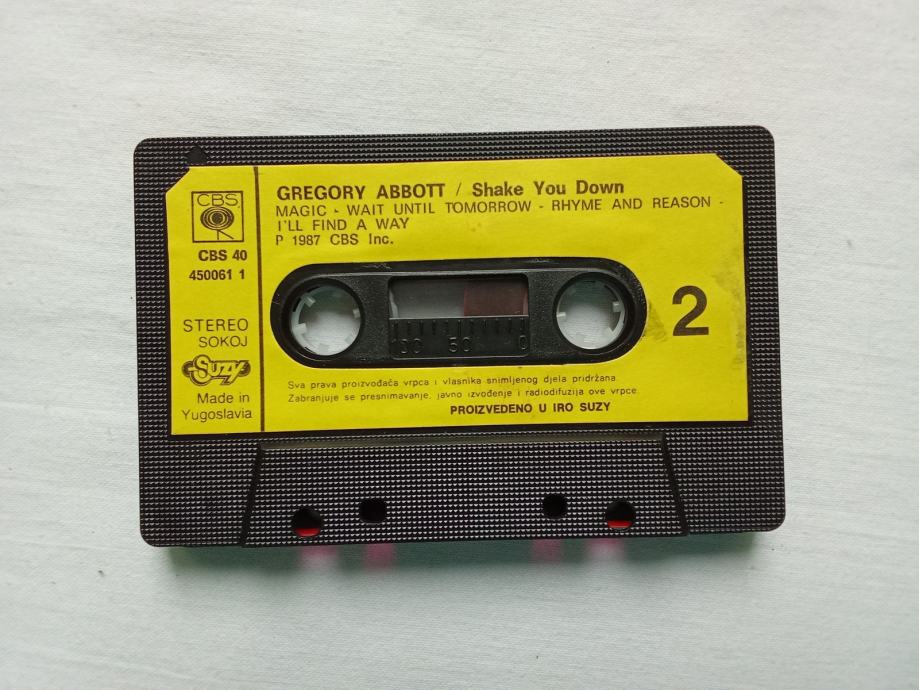 CBS
CBS 40
450061 1
STEREO
SOKOJ
Suzy
Made in
Yugoslavia
GREGORY ABBOTT / Shake You Down
MAGIC - WAIT UNTIL TOMORROW - RHYME AND REASON -
I'LL FIND A WAY
P 1987 CBS Inc.
100 50 0
2
Sva prava proizvođača vrpca i vlasnika snimljenog djela pridržana.
Zabranjuje se presnimavanje, javno izvođenje i radiodifuzija ove vrpce
PROIZVEDENO U IRO SUZY